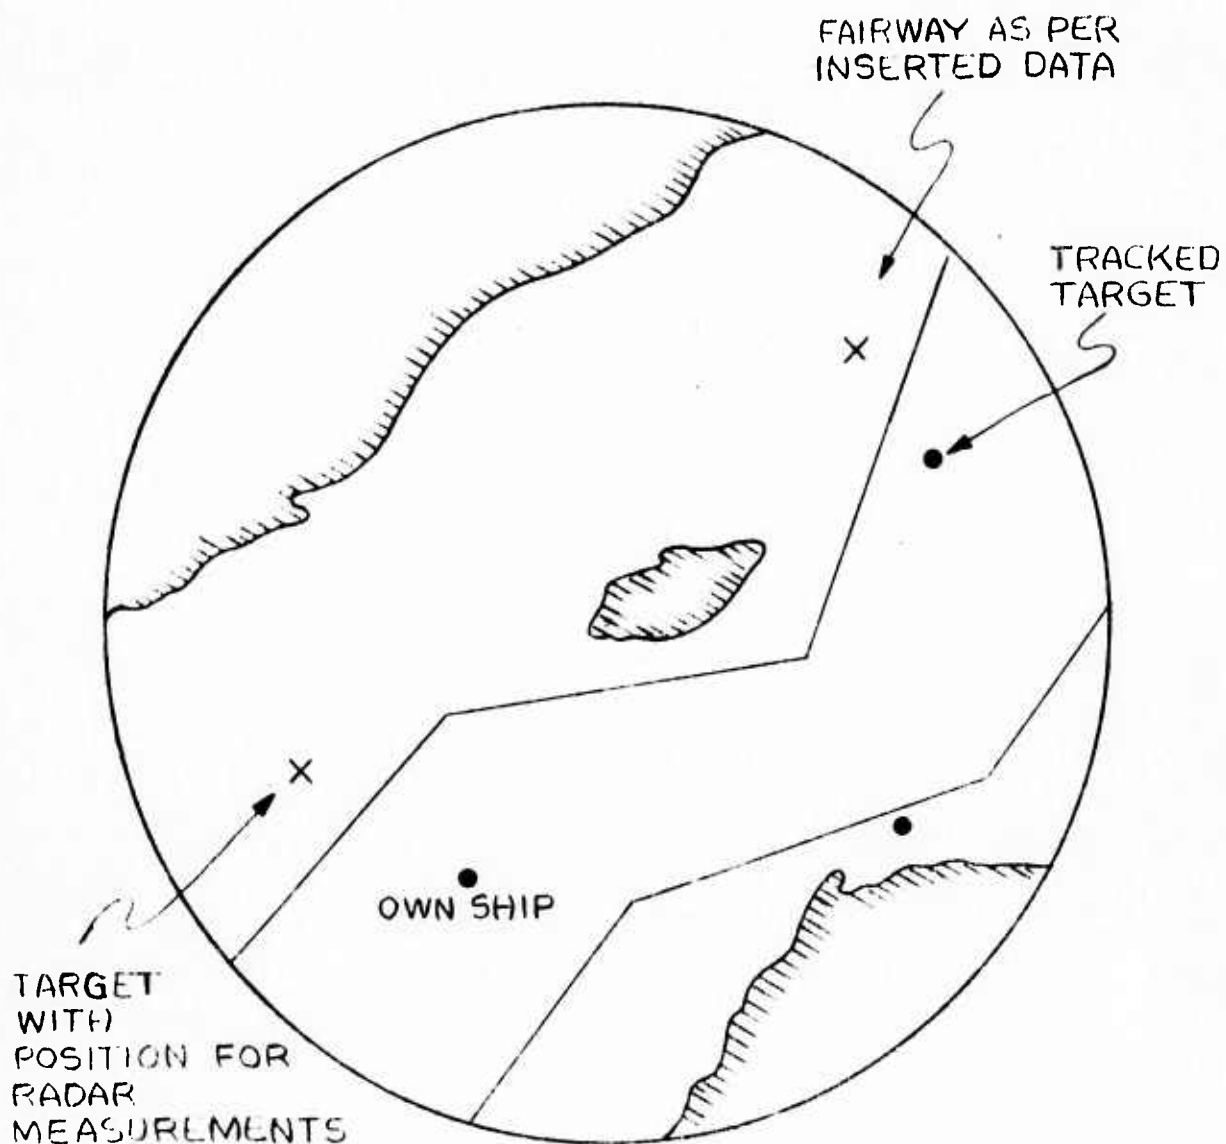 FAIRWAY AS PER
INSERTED DATA
TRACKED
TARGET
OWN SHIP
TARGET
WITH
POSITION FOR
RADAR
MEASUREMENTS